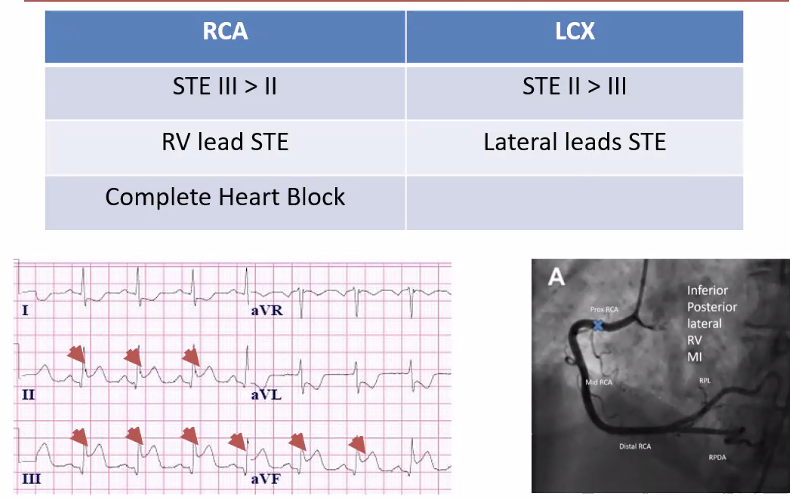 RCA LCX
STE III > II STE II > III
RV lead STE Lateral leads STE
Complete Heart Block
I aVR
II aVL
III aVF
A
Prox RCA
Inferior
Posterior
lateral
RV
MI
Mid RCA
RPL
Distal RCA
RPDA